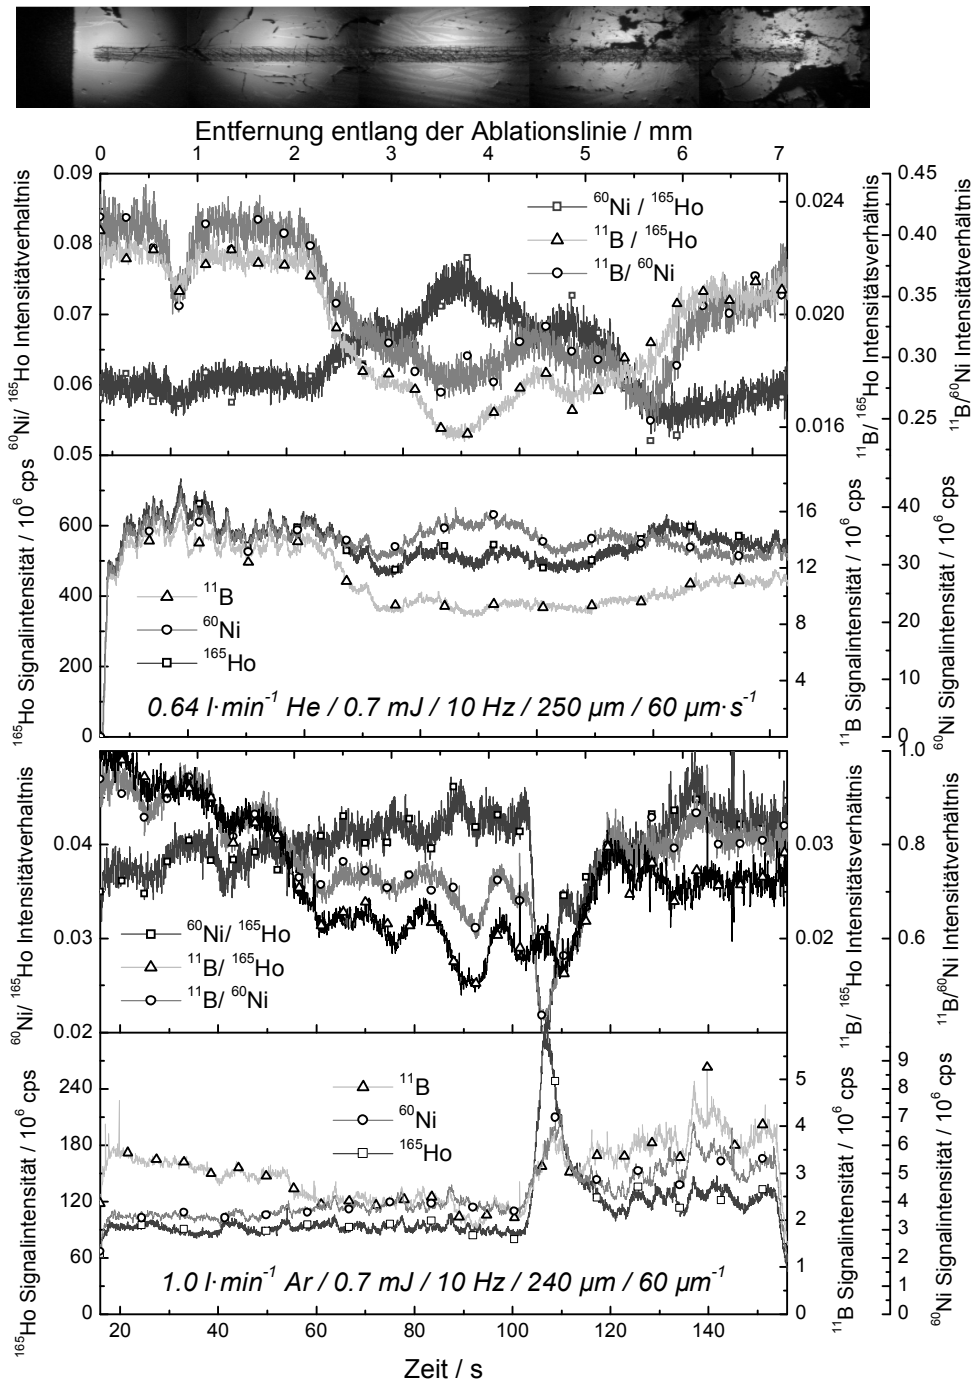 Entfernung entlang der Ablationslinie / mm
0 1 2 3 4 5 6 7
0.09
0.08
0.07
0.06
0.05
⁶⁰Ni/ ¹⁶⁵Ho Intensitätverhaltnis
⁶⁰Ni / ¹⁶⁵Ho
¹¹B / ¹⁶⁵Ho
¹¹B/ ⁶⁰Ni
0.024
0.020
0.016
¹¹B/ ¹⁶⁵Ho Intensitätsverhältnis
0.45
0.40
0.35
0.30
0.25
¹¹B/⁶⁰Ni Intensitätverhältnis
600
400
200
0
¹⁶⁵Ho Signalintensität / 10⁶ cps
¹¹B
⁶⁰Ni
¹⁶⁵Ho
0.64 l·min⁻¹ He / 0.7 mJ / 10 Hz / 250 µm / 60 µm·s⁻¹
16
12
8
4
¹¹B Signalintensität / 10⁶ cps
40
30
20
10
0
⁶⁰Ni Signalintensität / 10⁶ cps
0.04
0.03
0.02
⁶⁰Ni/ ¹⁶⁵Ho Intensitätverhaltnis
⁶⁰Ni/ ¹⁶⁵Ho
¹¹B/ ¹⁶⁵Ho
¹¹B/ ⁶⁰Ni
0.03
0.02
¹¹B/ ¹⁶⁵Ho Intensitätsverhältnis
1.0
0.8
0.6
¹¹B/⁶⁰Ni Intensitätverhältnis
240
180
120
60
0
¹⁶⁵Ho Signalintensität / 10⁶ cps
¹¹B
⁶⁰Ni
¹⁶⁵Ho
1.0 l·min⁻¹ Ar / 0.7 mJ / 10 Hz / 240 µm / 60 µm⁻¹
5
4
3
2
1
0
¹¹B Signalintensität / 10⁶ cps
9
8
7
6
5
4
3
2
1
0
⁶⁰Ni Signalintensität / 10⁶ cps
20 40 60 80 100 120 140
Zeit / s